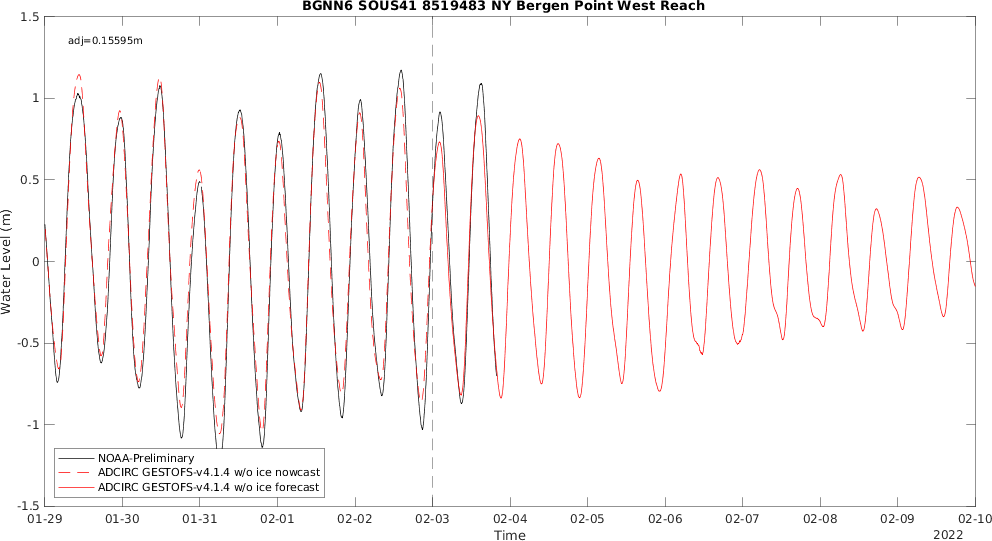 BGNN6 SOUS41 8519483 NY Bergen Point West Reach
adj=0.15595m
1.5
1
0.5
0
-0.5
-1
-1.5
Water Level (m)
NOAA-Preliminary
ADCIRC GESTOFS-v4.1.4 w/o ice nowcast
ADCIRC GESTOFS-v4.1.4 w/o ice forecast
01-29 01-30 01-31 02-01 02-02 02-03 02-04 02-05 02-06 02-07 02-08 02-09 02-10
Time
2022